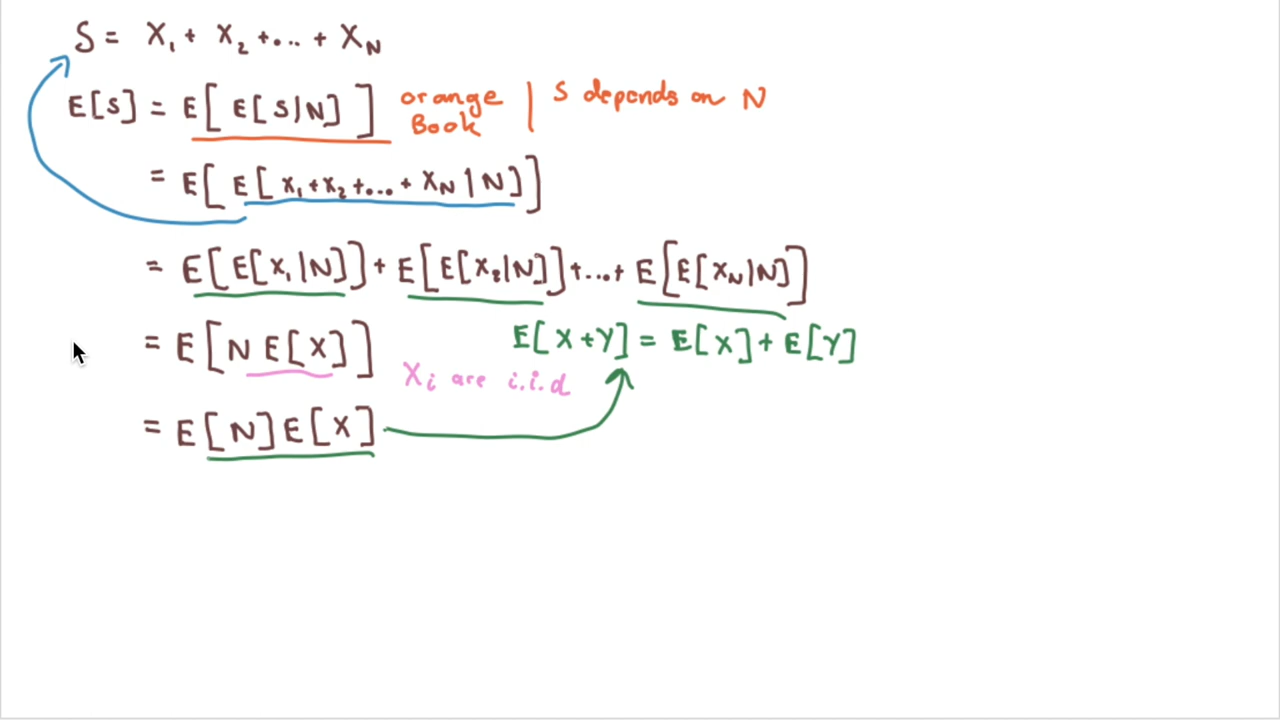 S = X₁ + X₂ +... + X_N
E[S] = E[ E[S|N] ] orange Book | S depends on N
= E[ E[ X₁+X₂+...+ X_N | N] ]
= E[E[X₁|N]] + E[E[X₂|N]] +...+ E[E[X_N|N]]
= E[N E[X]] E[X+Y] = E[X] + E[Y]
Xi are i.i.d
= E[N]E[X]